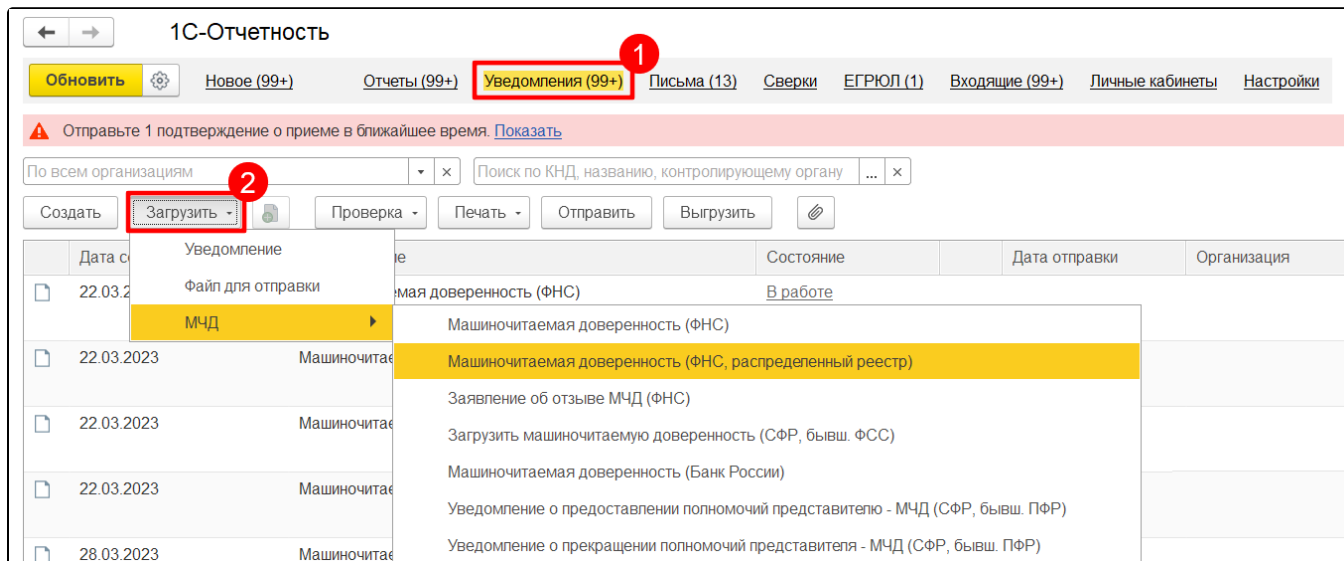 1С-Отчетность
1
Обновить Новое (99+) Отчеты (99+) Уведомления (99+) Письма (13) Сверки ЕГРЮЛ (1) Входящие (99+) Личные кабинеты Настройки
Отправьте 1 подтверждение о приеме в ближайшее время. Показать
По всем организациям Поиск по КНД, названию, контролирующему органу ...
2
Создать Загрузить Проверка Печать Отправить Выгрузить
Дата с Уведомление ие Состояние Дата отправки Организация
22.03.2 Файл для отправки мая доверенность (ФНС) В работе
МЧД Машиночитаемая доверенность (ФНС)
22.03.2023 Машиночитае Машиночитаемая доверенность (ФНС, распределенный реестр)
Заявление об отзыве МЧД (ФНС)
22.03.2023 Машиночитае Загрузить машиночитаемую доверенность (СФР, бывш. ФСС)
Машиночитаемая доверенность (Банк России)
22.03.2023 Машиночитае Уведомление о предоставлении полномочий представителю - МЧД (СФР, бывш. ПФР)
28.03.2023 Машиночитае Уведомление о прекращении полномочий представителя - МЧД (СФР, бывш. ПФР)